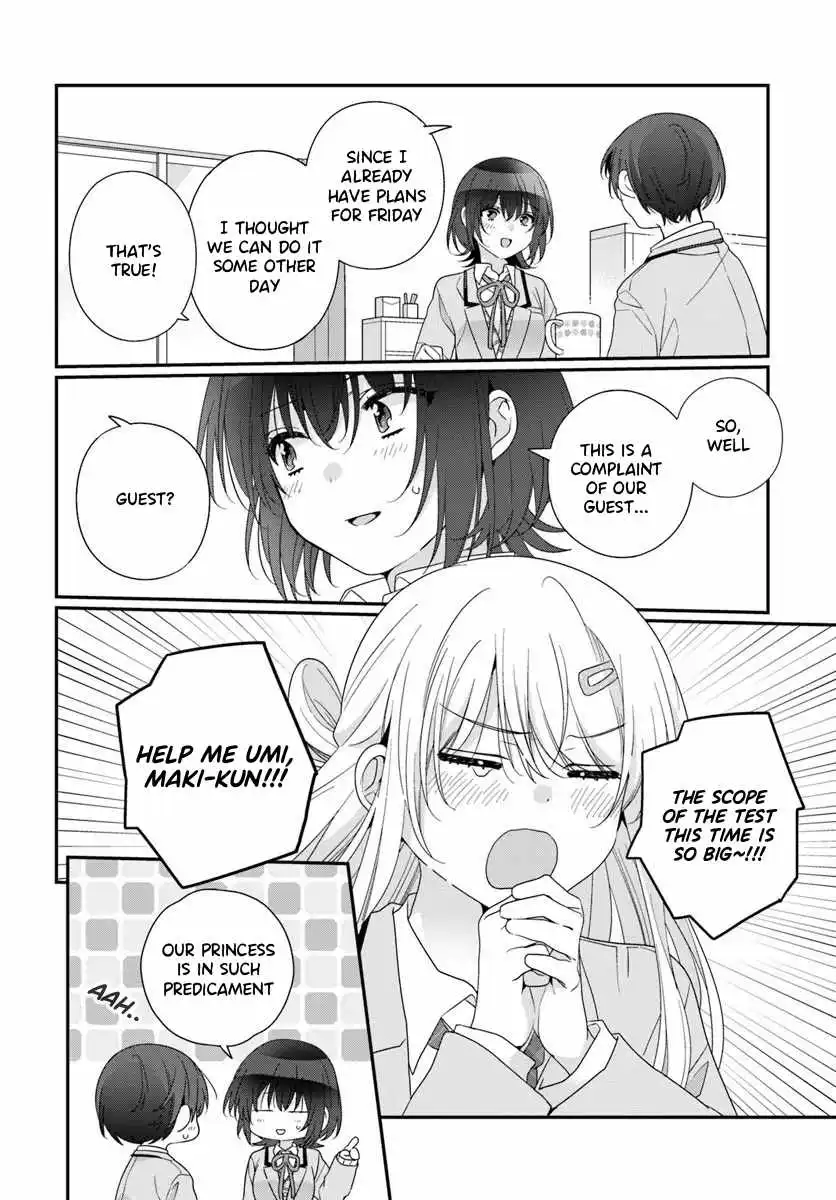 SINCE I
ALREADY
HAVE PLANS
FOR FRIDAY
I THOUGHT
WE CAN DO IT
SOME OTHER
DAY
THAT'S
TRUE!
SO,
WELL
THIS IS A
COMPLAINT
OF OUR
GUEST...
GUEST?
THE SCOPE
OF THE TEST
THIS TIME IS
SO BIG~!!!
HELP ME UMI,
MAKI-KUN!!!
OUR PRINCESS
IS IN SUCH
PREDICAMENT
AAH..